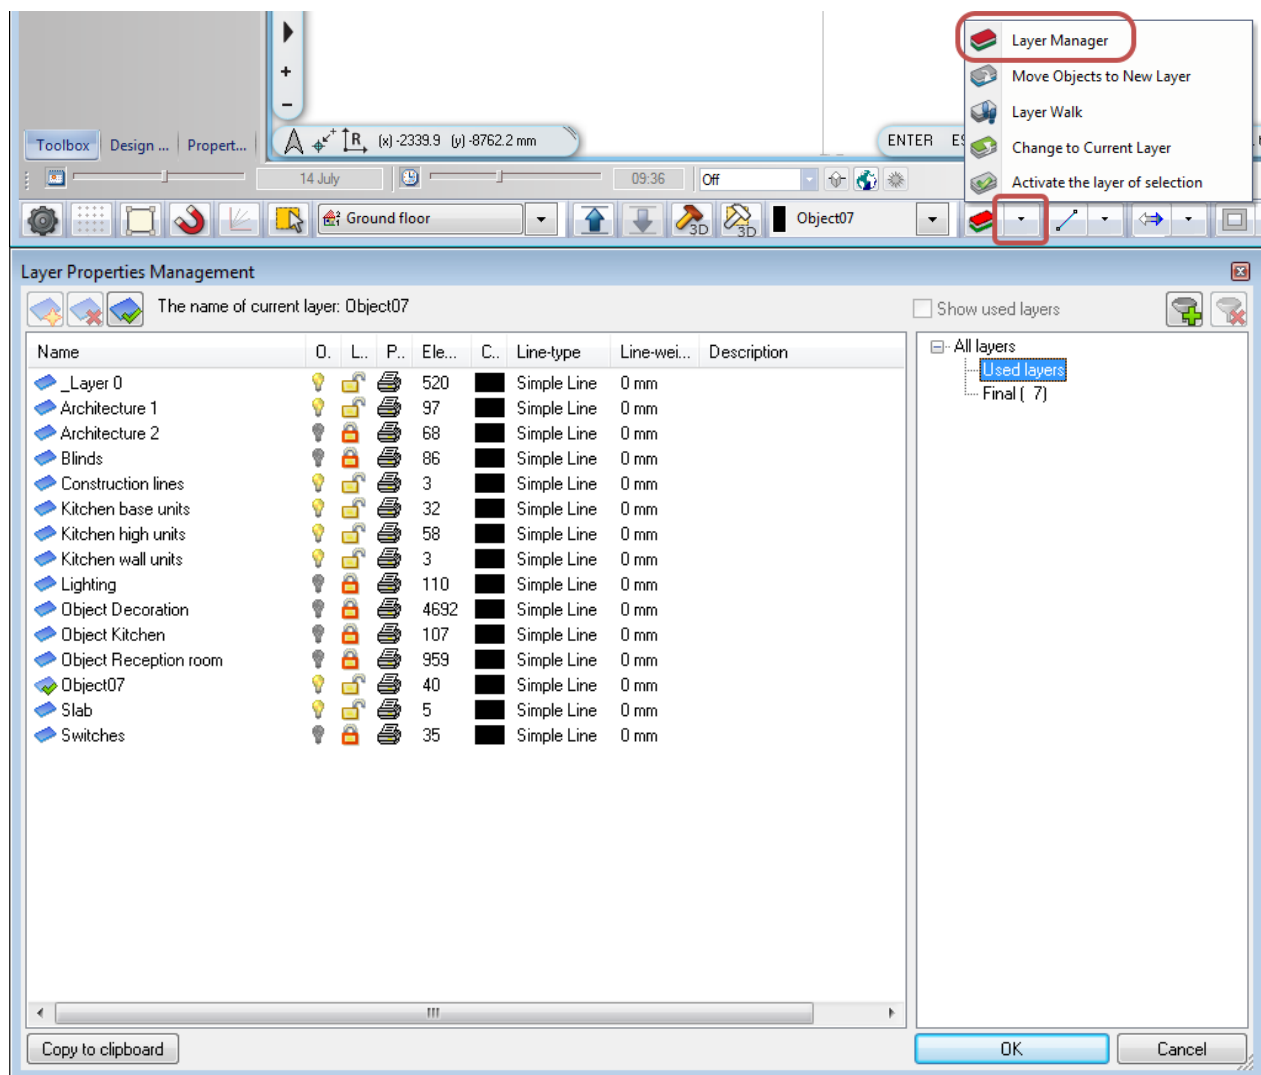 Layer Manager
Move Objects to New Layer
Layer Walk
Toolbox Design ... Propert...
R (x) -2339.9 (y) -8762.2 mm
ENTER
Change to Current Layer
14 July 09:36 Off
Activate the layer of selection
Ground floor 3D 3D Object07
Layer Properties Management
The name of current layer: Object07
Show used layers
Name O. L.. P.. Ele... C.. Line-type Line-wei... Description
_Layer 0 520 Simple Line 0 mm
Architecture 1 97 Simple Line 0 mm
Architecture 2 68 Simple Line 0 mm
Blinds 86 Simple Line 0 mm
Construction lines 3 Simple Line 0 mm
Kitchen base units 32 Simple Line 0 mm
Kitchen high units 58 Simple Line 0 mm
Kitchen wall units 3 Simple Line 0 mm
Lighting 110 Simple Line 0 mm
Object Decoration 4692 Simple Line 0 mm
Object Kitchen 107 Simple Line 0 mm
Object Reception room 959 Simple Line 0 mm
Object07 40 Simple Line 0 mm
Slab 5 Simple Line 0 mm
Switches 35 Simple Line 0 mm
All layers
Used layers
Final ( 7)
Copy to clipboard
OK
Cancel